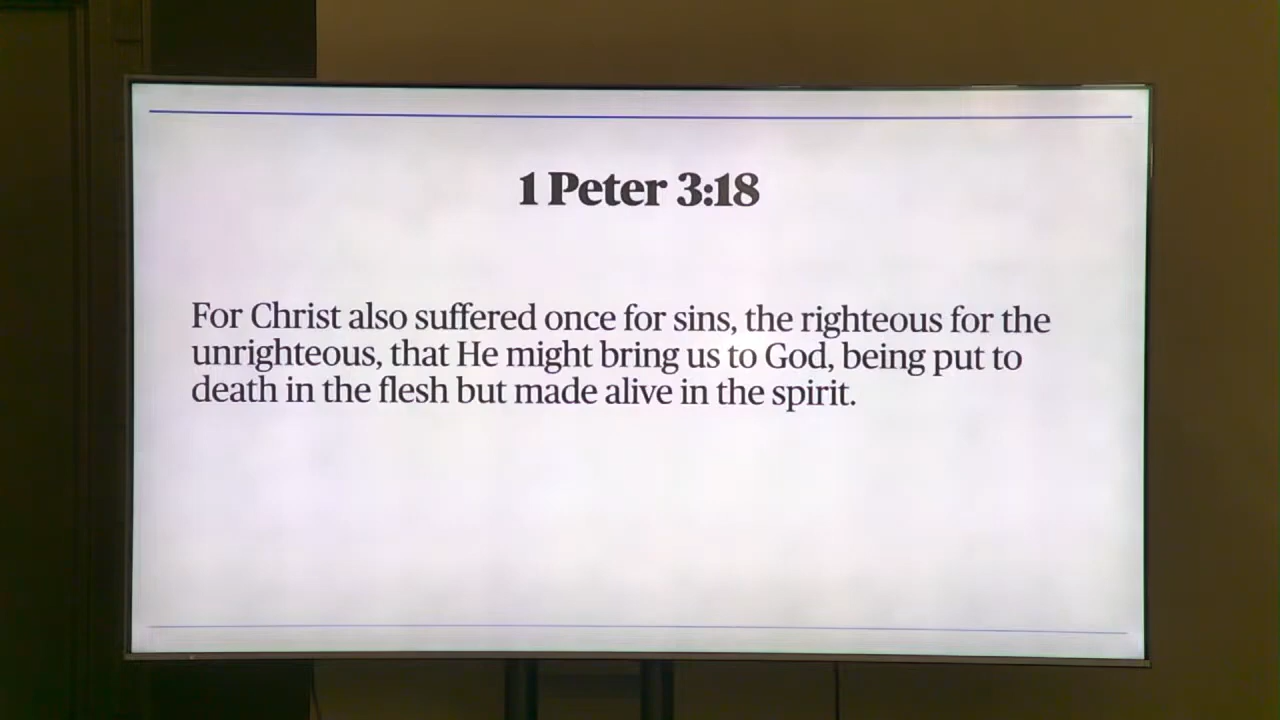 1 Peter 3:18
For Christ also suffered once for sins, the righteous for the
unrighteous, that He might bring us to God, being put to
death in the flesh but made alive in the spirit.